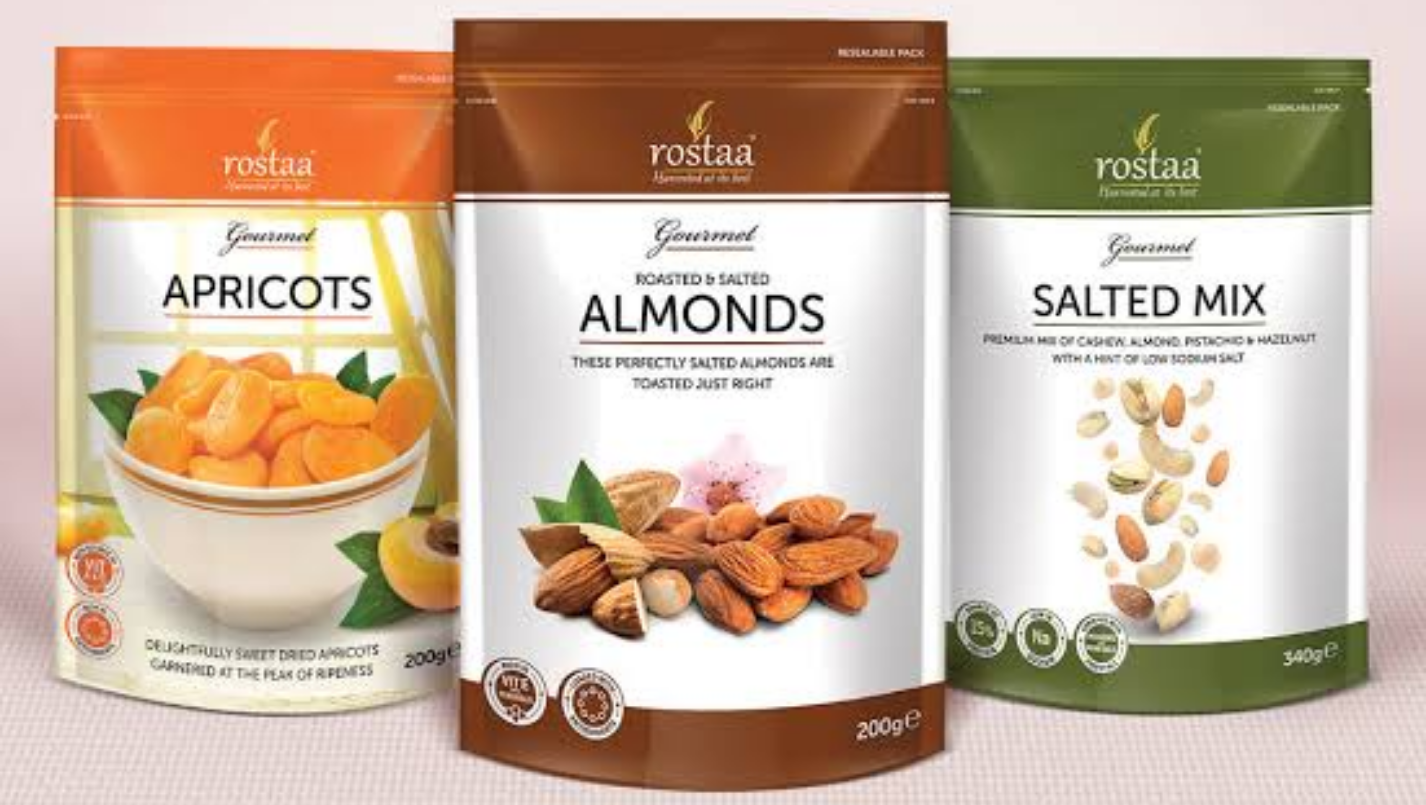 rostaa
Harvested at its best
Gourmet
APRICOTS
DELIGHTFULLY SWEET DRIED APRICOTS
GARNERED AT THE PEAK OF RIPENESS
200g℮
RESEALABLE PACK
rostaa
Harvested at its best
Gourmet
ROASTED & SALTED
ALMONDS
THESE PERFECTLY SALTED ALMONDS ARE
TOASTED JUST RIGHT
VIT E
200g℮
RESEALABLE PACK
rostaa
Harvested at its best
Gourmet
SALTED MIX
PREMIUM MIX OF CASHEW, ALMOND, PISTACHIO & HAZELNUT
WITH A HINT OF LOW SODIUM SALT
15%
Na
340g℮